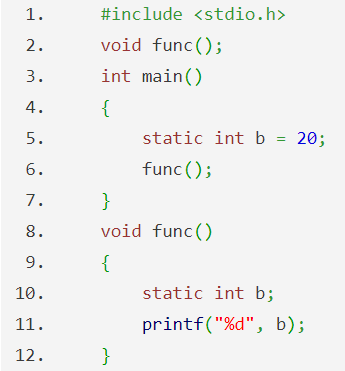 1. #include <stdio.h>
2. void func();
3. int main()
4. {
5. static int b = 20;
6. func();
7. }
8. void func()
9. {
10. static int b;
11. printf("%d", b);
12. }